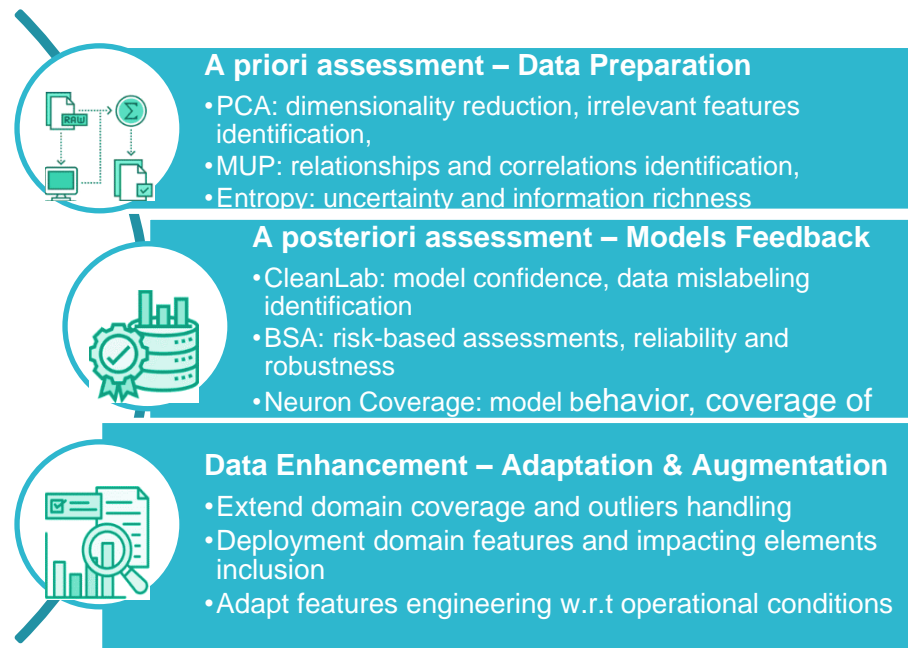 A priori assessment – Data Preparation
•PCA: dimensionality reduction, irrelevant features
identification,
•MUP: relationships and correlations identification,
•Entropy: uncertainty and information richness
RAW
Σ
A posteriori assessment – Models Feedback
•CleanLab: model confidence, data mislabeling
identification
•BSA: risk-based assessments, reliability and
robustness
•Neuron Coverage: model behavior, coverage of
Data Enhancement – Adaptation & Augmentation
•Extend domain coverage and outliers handling
•Deployment domain features and impacting elements
inclusion
•Adapt features engineering w.r.t operational conditions